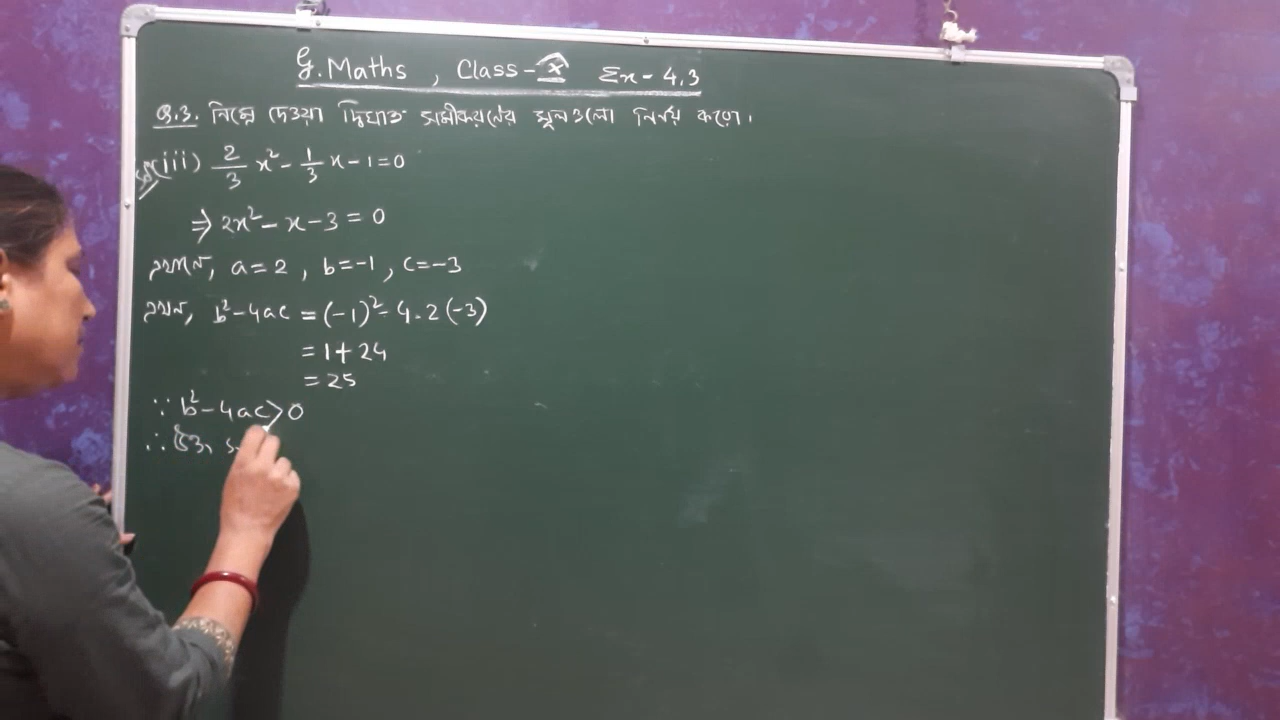 G. Maths, Class - X Ex - 4.3
Q.3. নিম্নে দেওয়া দ্বিঘাত সমীকরণের মূলগুলো নির্ণয় করো।
(iii) 2/3 x² - 1/3 x - 1 = 0
⇒ 2x² - x - 3 = 0
এখানে, a = 2, b = -1, c = -3
এখন, b² - 4ac = (-1)² - 4·2(-3)
= 1 + 24
= 25
∵ b² - 4ac > 0
∴